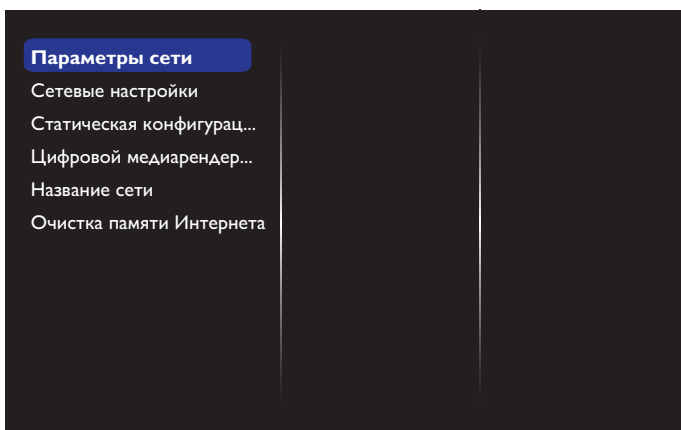 Параметры сети
Сетевые настройки
Статическая конфигурац...
Цифровой медиарендер...
Название сети
Очистка памяти Интернета